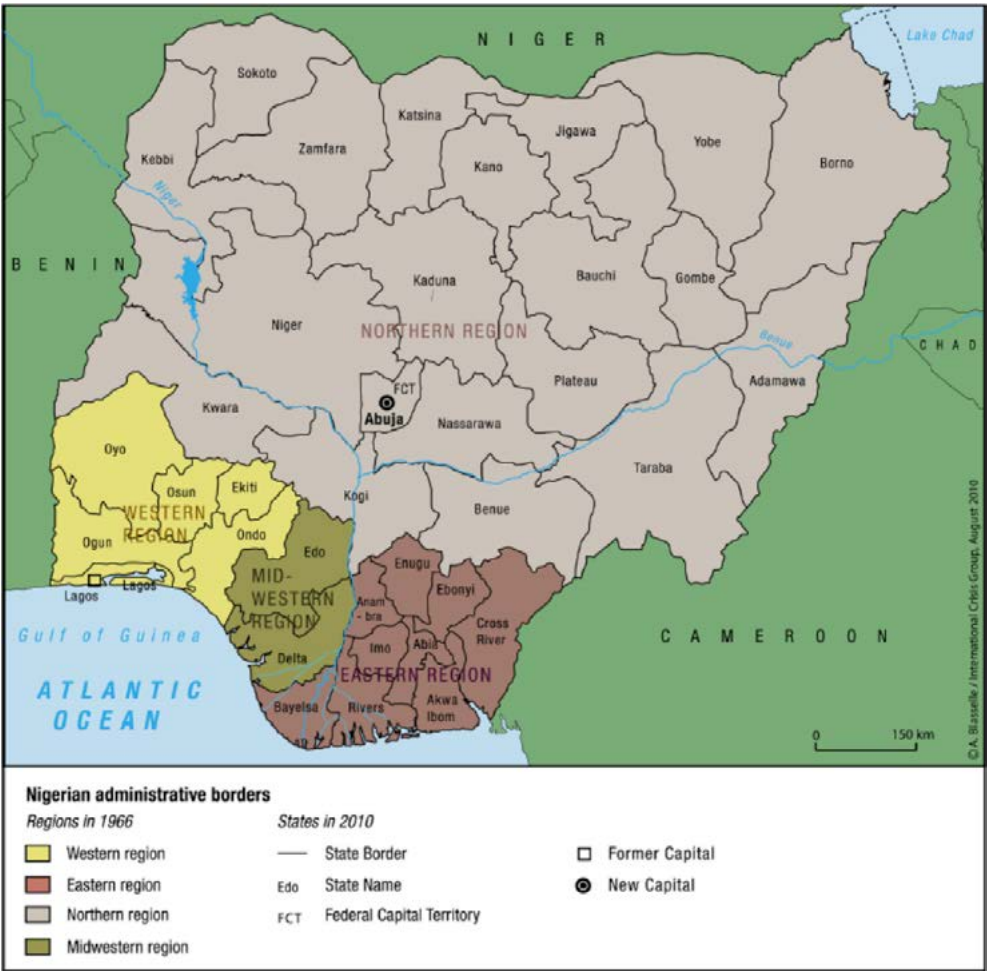 NIGER
Lake Chad
Sokoto
Katsina
Jigawa
Yobe
Zamfara
Kano
Borno
Kebbi
Niger
BENIN
Kaduna
Bauchi
Gombe
Niger
NORTHERN REGION
Benue
CHAD
FCT
Abuja
Plateau
Adamawa
Kwara
Nassarawa
Oyo
Taraba
Osun
Ekiti
Kogi
Benue
WESTERN
REGION
Ogun
Ondo
Edo
Enugu
MID-
WESTERN
REGION
Ebonyi
Lagos
Lagos
Anam
-bra
Cross
River
Gulf of Guinea
Imo
Abia
CAMEROON
Delta
EASTERN REGION
ATLANTIC
OCEAN
Bayelsa
Rivers
Akwa
Ibom
0 150 km
© A. Blasselle / International Crisis Group, August 2010
Nigerian administrative borders
Regions in 1966
Western region
Eastern region
Northern region
Midwestern region
States in 2010
State Border
Edo State Name
FCT Federal Capital Territory
Former Capital
New Capital